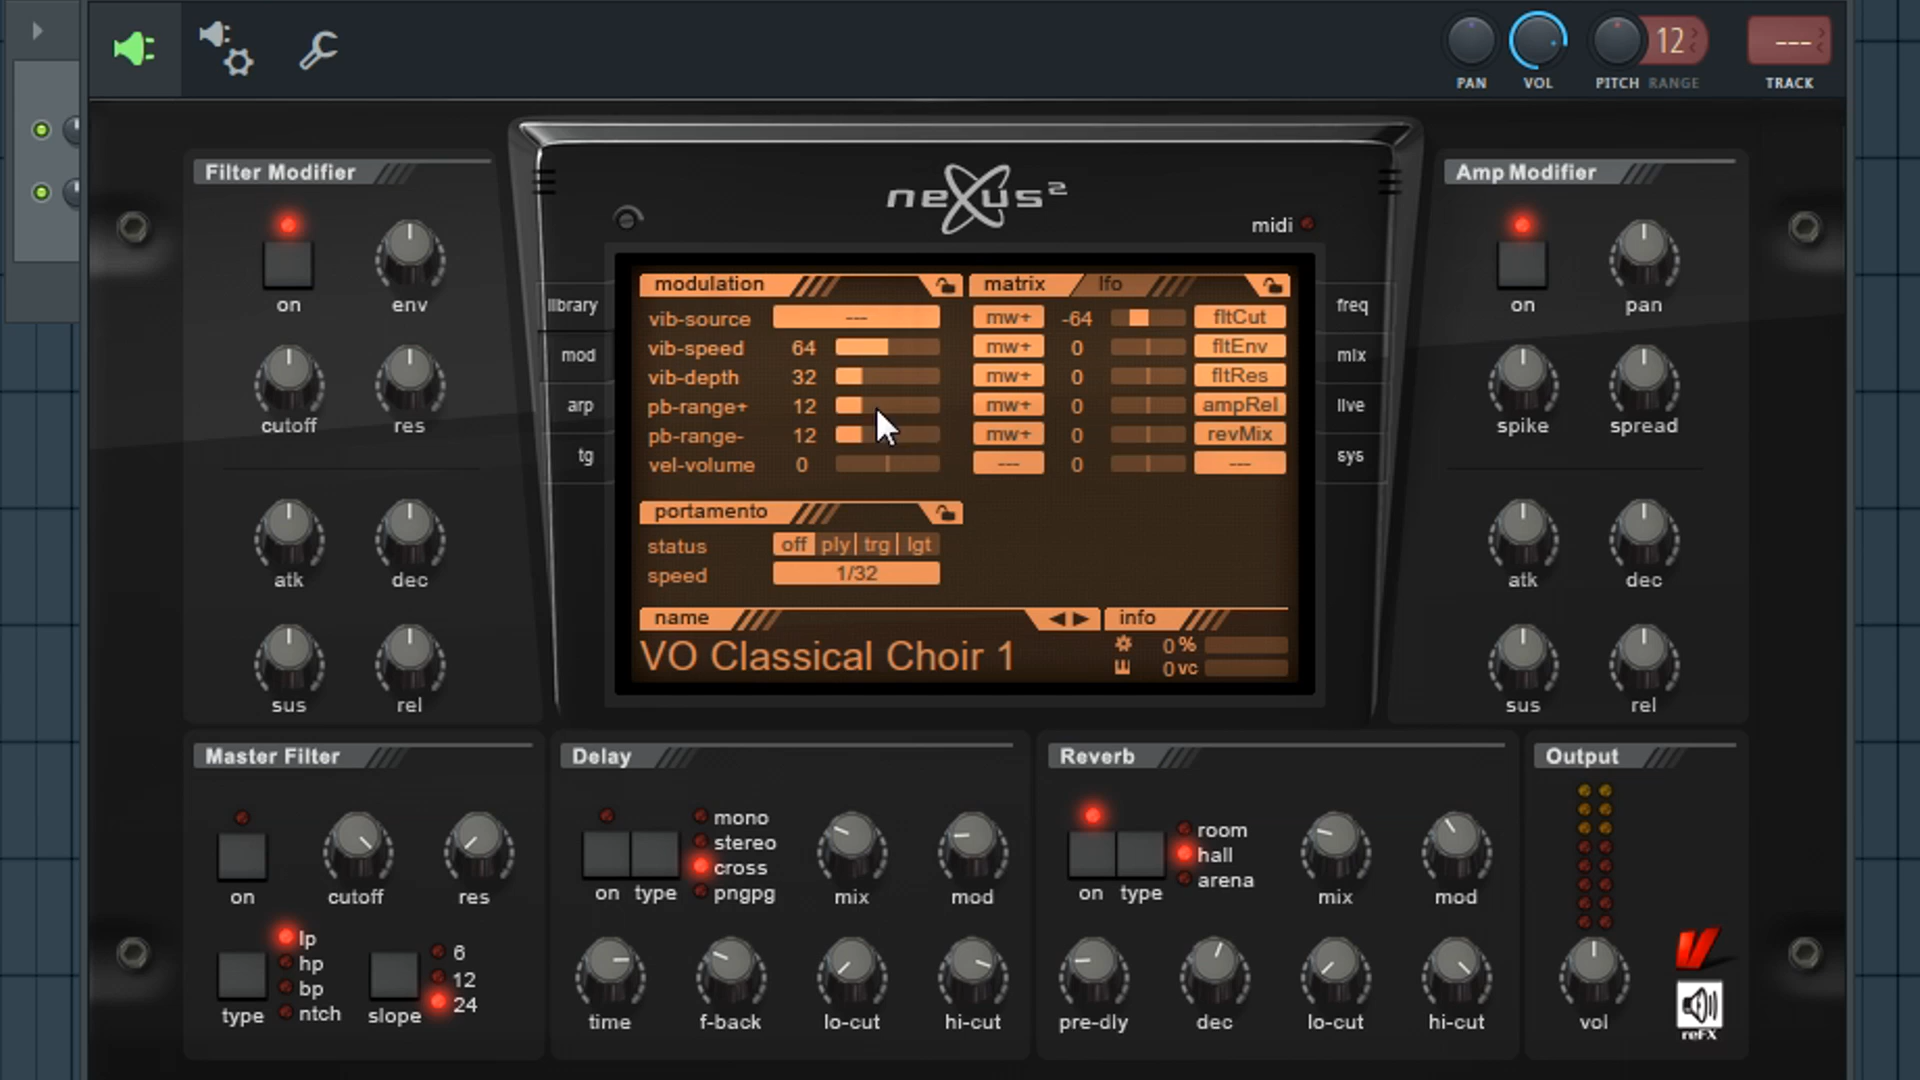 12
---
PAN
VOL
PITCH RANGE
TRACK
Filter Modifier
on
env
cutoff
res
atk
dec
sus
rel
nexus²
midi
library
mod
arp
tg
freq
mix
live
sys
modulation
vib-source ---
vib-speed 64
vib-depth 32
pb-range+ 12
pb-range- 12
vel-volume 0
matrix lfo
mw+ -64 fltCut
mw+ 0 fltEnv
mw+ 0 fltRes
mw+ 0 ampRel
mw+ 0 revMix
--- 0 ---
portamento
status off ply trg lgt
speed 1/32
name
VO Classical Choir 1
info
0 %
0 vc
Amp Modifier
on
pan
spike
spread
atk
dec
sus
rel
Master Filter
on
cutoff
res
type
lp
hp
bp
ntch
slope
6
12
24
Delay
on
type
mono
stereo
cross
pngpg
mix
mod
time
f-back
lo-cut
hi-cut
Reverb
on
type
room
hall
arena
mix
mod
pre-dly
dec
lo-cut
hi-cut
Output
vol
reFX